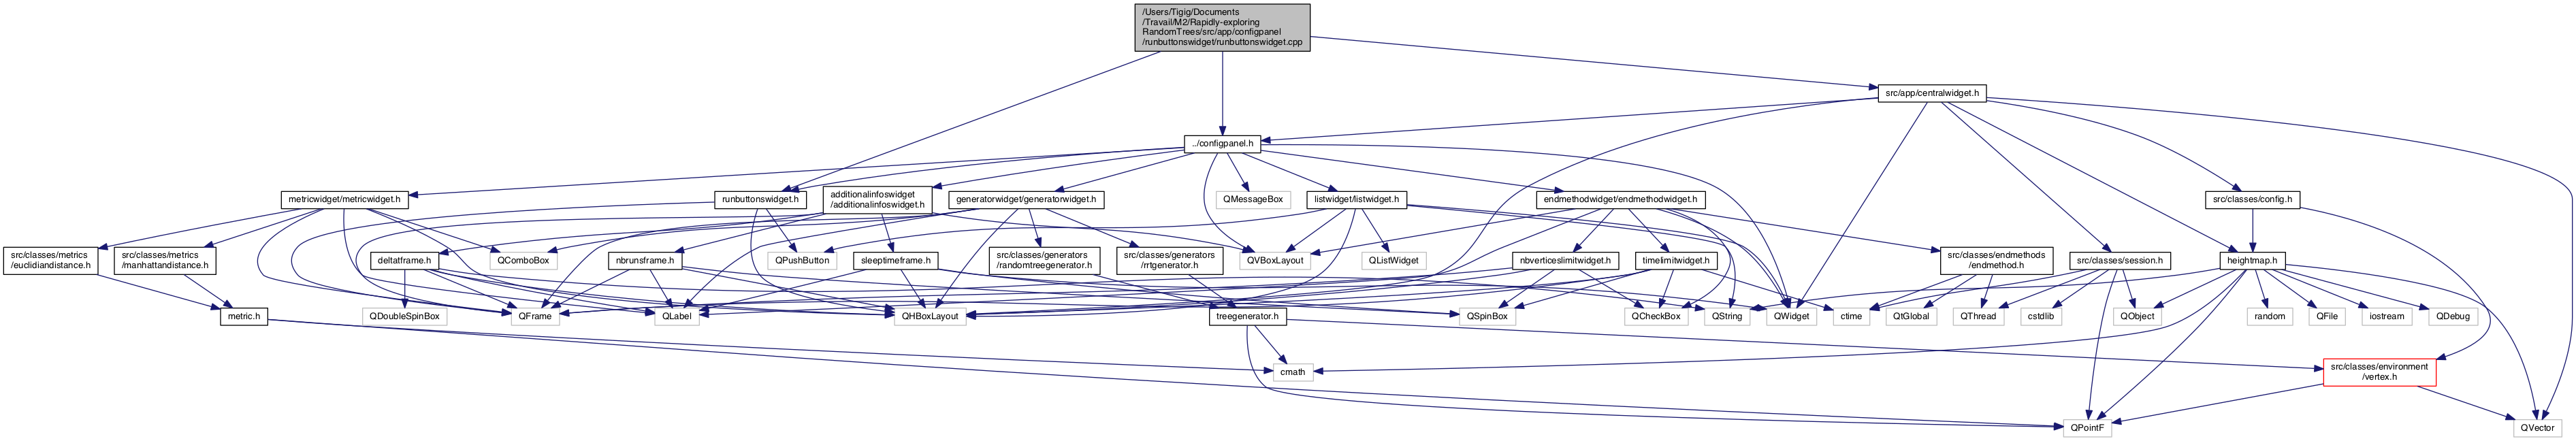 /Users/Tigig/Documents
/Travail/M2/Rapidly-exploring
RandomTrees/src/app/configpanel
/runbuttonswidget/runbuttonswidget.cpp
src/app/centralwidget.h
../configpanel.h
metricwidget/metricwidget.h
runbuttonswidget.h
additionalinfoswidget
/additionalinfoswidget.h
generatorwidget/generatorwidget.h
QMessageBox
listwidget/listwidget.h
endmethodwidget/endmethodwidget.h
src/classes/config.h
src/classes/metrics
/euclidiandistance.h
src/classes/metrics
/manhattandistance.h
deltatframe.h
QComboBox
nbrunsframe.h
QPushButton
sleeptimeframe.h
src/classes/generators
/randomtreegenerator.h
src/classes/generators
/rrtgenerator.h
QVBoxLayout
QListWidget
nbverticeslimitwidget.h
timelimitwidget.h
src/classes/endmethods
/endmethod.h
src/classes/session.h
heightmap.h
metric.h
QDoubleSpinBox
QFrame
QLabel
QHBoxLayout
treegenerator.h
QSpinBox
QCheckBox
QString
QWidget
ctime
QtGlobal
QThread
cstdlib
QObject
random
QFile
iostream
QDebug
cmath
src/classes/environment
/vertex.h
QPointF
QVector